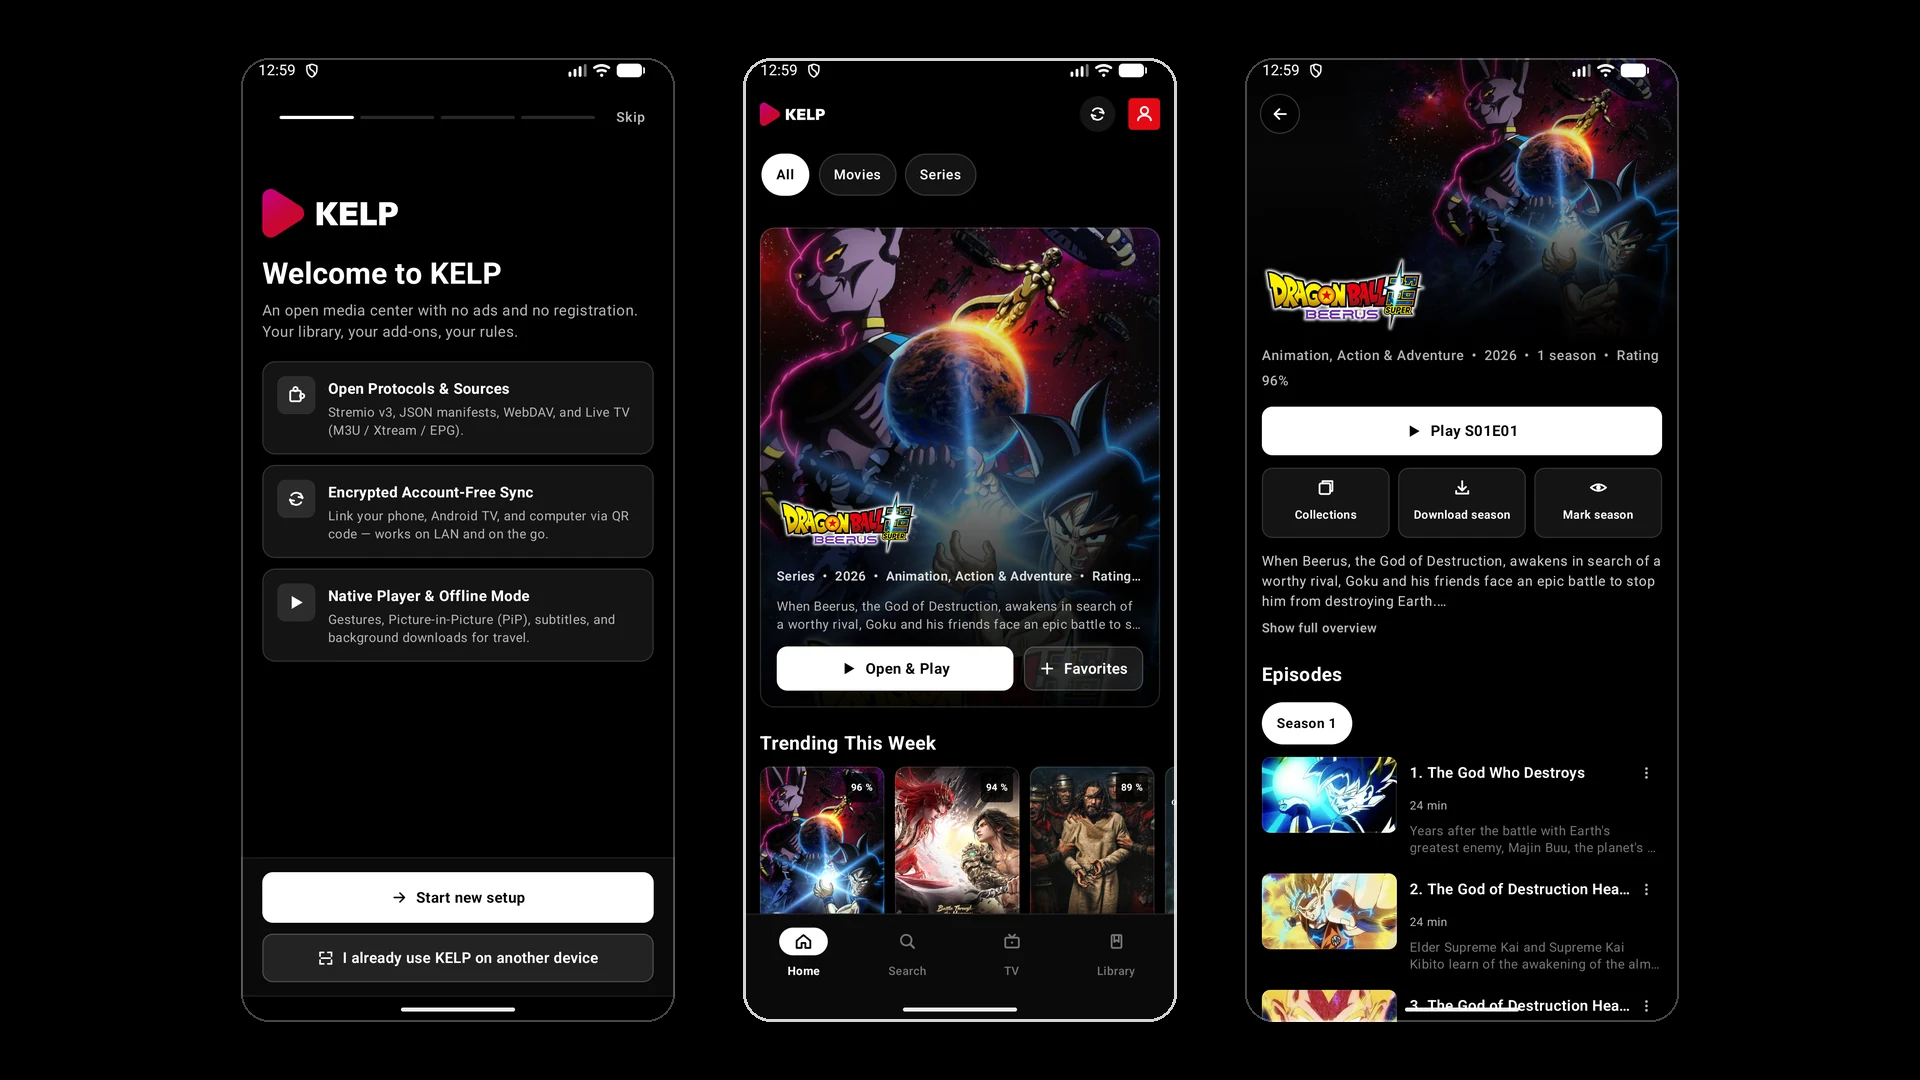 12:59
Skip
KELP
Welcome to KELP
An open media center with no ads and no registration.
Your library, your add-ons, your rules.
Open Protocols & Sources
Stremio v3, JSON manifests, WebDAV, and Live TV
(M3U / Xtream / EPG).
Encrypted Account-Free Sync
Link your phone, Android TV, and computer via QR
code — works on LAN and on the go.
Native Player & Offline Mode
Gestures, Picture-in-Picture (PiP), subtitles, and
background downloads for travel.
Start new setup
I already use KELP on another device
12:59
KELP
All
Movies
Series
DRAGON BALL
SUPER
BEERUS
Series • 2026 • Animation, Action & Adventure • Rating…
When Beerus, the God of Destruction, awakens in search of
a worthy rival, Goku and his friends face an epic battle to s…
Open & Play
Favorites
Trending This Week
96 %
94 %
89 %
Battle Through
Home
Search
TV
Library
12:59
DRAGON BALL
SUPER
BEERUS
Animation, Action & Adventure • 2026 • 1 season • Rating
96%
Play S01E01
Collections
Download season
Mark season
When Beerus, the God of Destruction, awakens in search of a
worthy rival, Goku and his friends face an epic battle to stop
him from destroying Earth.…
Show full overview
Episodes
Season 1
1. The God Who Destroys
24 min
Years after the battle with Earth's
greatest enemy, Majin Buu, the planet's …
2. The God of Destruction Hea…
24 min
Elder Supreme Kai and Supreme Kai
Kibito learn of the awakening of the alm…
3. The God of Destruction Hea…